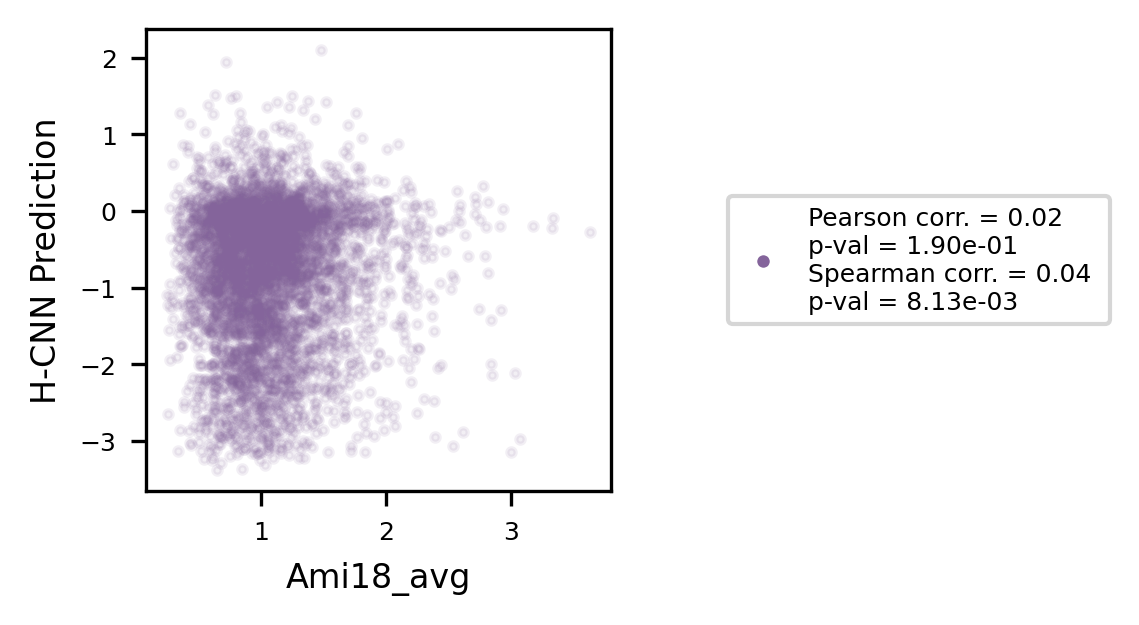 H-CNN Prediction
2
1
0
−1
−2
−3
1 2 3
Ami18_avg
Pearson corr. = 0.02
p-val = 1.90e-01
Spearman corr. = 0.04
p-val = 8.13e-03